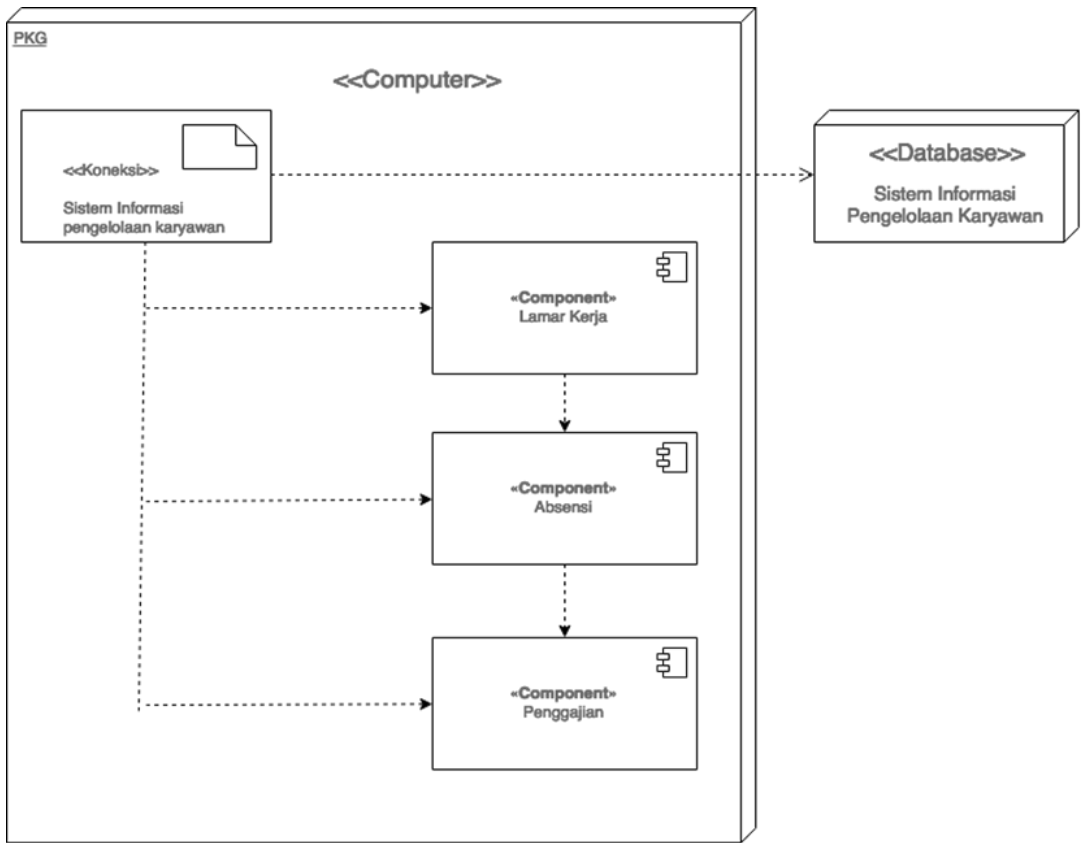 PKG
<<Computer>>
<<Koneksi>>
Sistem Informasi
pengelolaan karyawan
<<Database>>
Sistem Informasi
Pengelolaan Karyawan
«Component»
Lamar Kerja
«Component»
Absensi
«Component»
Penggajian